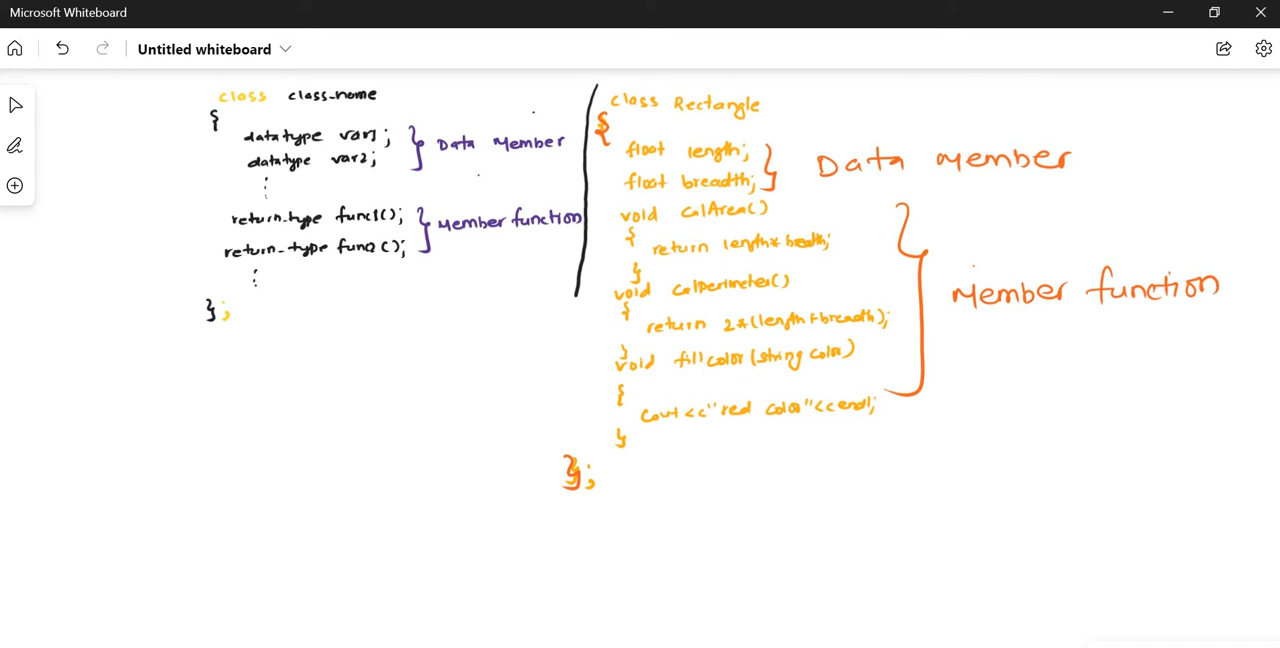 Microsoft Whiteboard
Untitled whiteboard
class class_name
{
datatype var1;
datatype var2;
Data Member
return_type func1();
return_type func2();
Member function
};
class Rectangle
{
float length;
float breadth;
Data member
void calArea()
{
return length* breadth;
}
void calperimeter()
{
return 2*(length+breadth);
}
void fillcolor(string color)
{
cout<<"red color"<<endl;
}
Member function
};